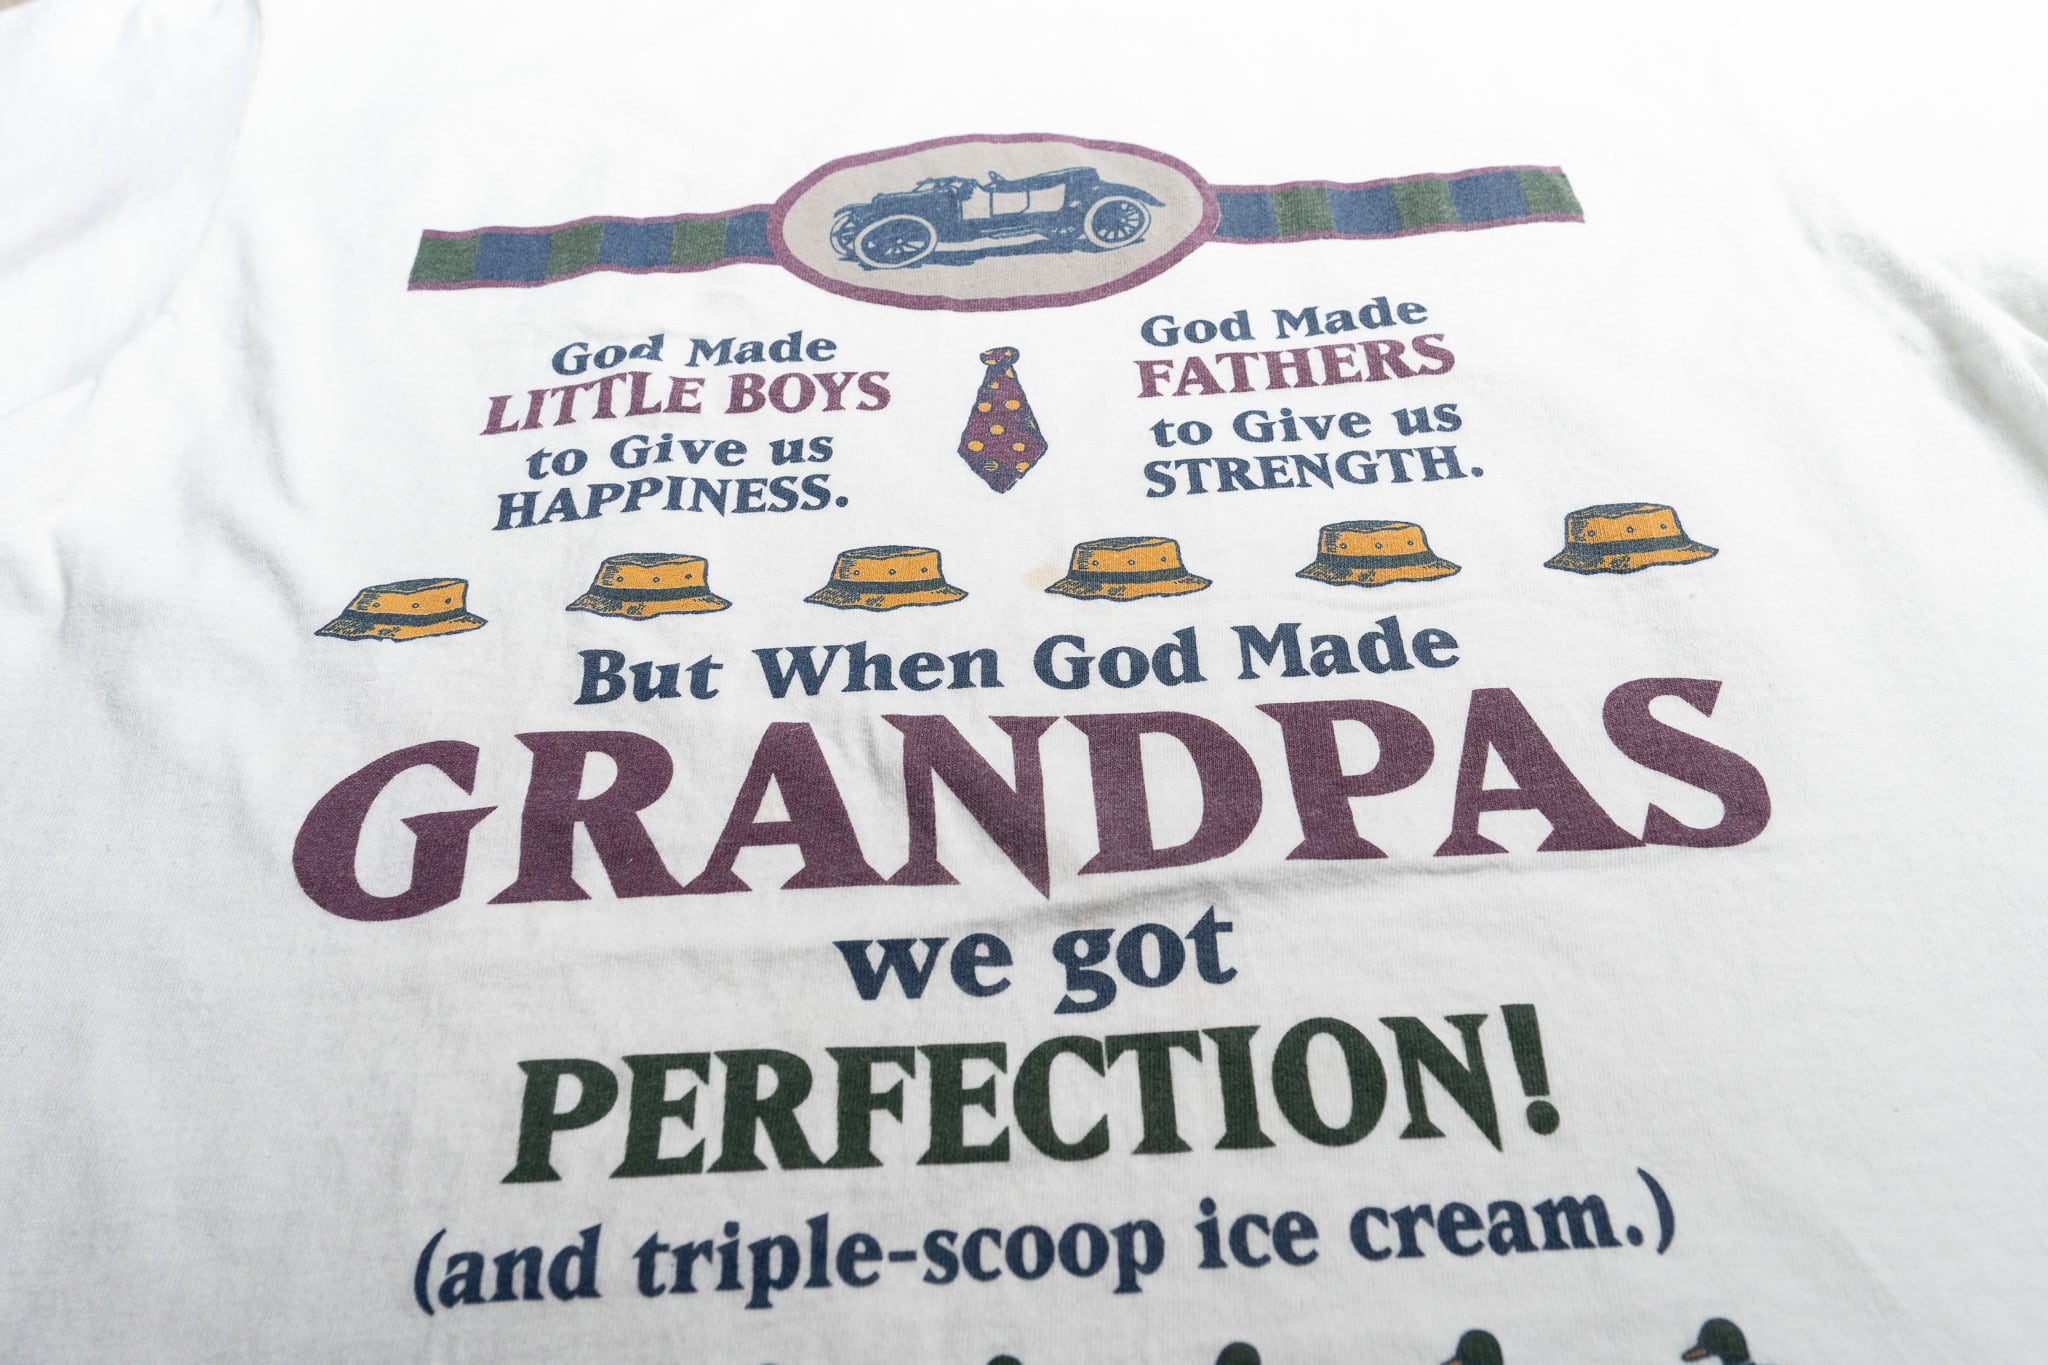 God Made
LITTLE BOYS
to Give us
HAPPINESS.
God Made
FATHERS
to Give us
STRENGTH.
But When God Made
GRANDPAS
we got
PERFECTION!
(and triple-scoop ice cream.)